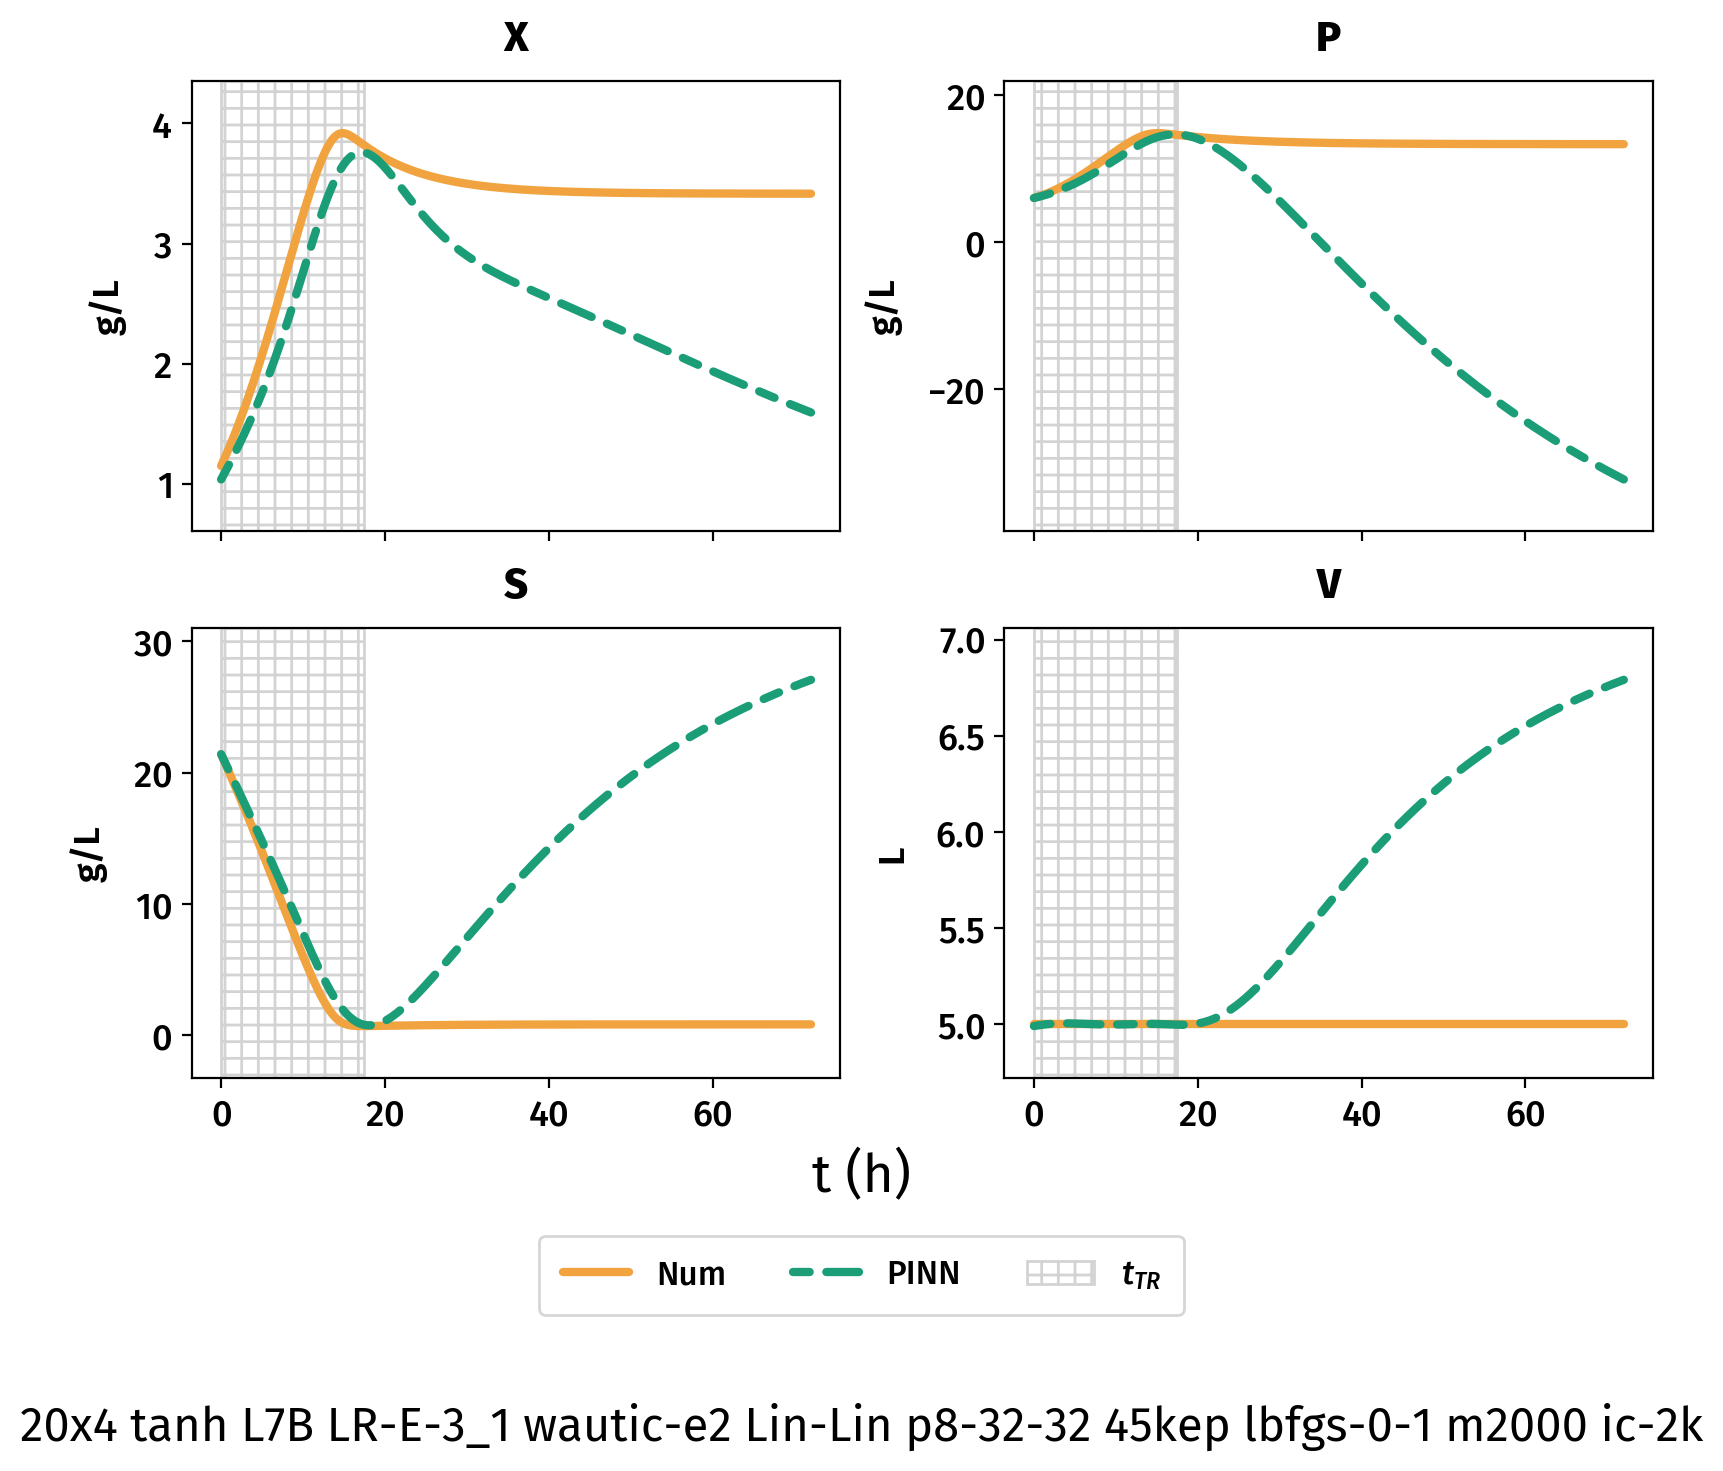 X
P
4
3
2
1
g/L
20
0
−20
g/L
S
V
30
20
10
0
g/L
7.0
6.5
6.0
5.5
5.0
L
0 20 40 60
0 20 40 60
t (h)
Num PINN tTR
20x4 tanh L7B LR-E-3_1 wautic-e2 Lin-Lin p8-32-32 45kep lbfgs-0-1 m2000 ic-2k